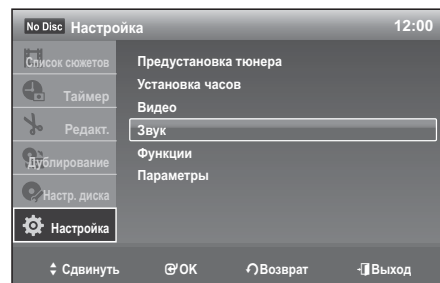 No Disc Настройка 12:00
Список сюжетов
Таймер
Редакт.
Дублирование
Настр. диска
Настройка
Предустановка тюнера
Установка часов
Видео
Звук
Функции
Параметры
Сдвинуть OK Возврат Выход